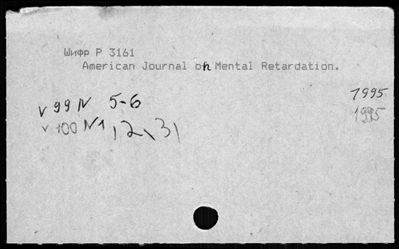 Шифр P 3161
American Journal on Mental Retardation.
v 99 N 5-6 1995
v 100 N 1, 2, 3, 1995